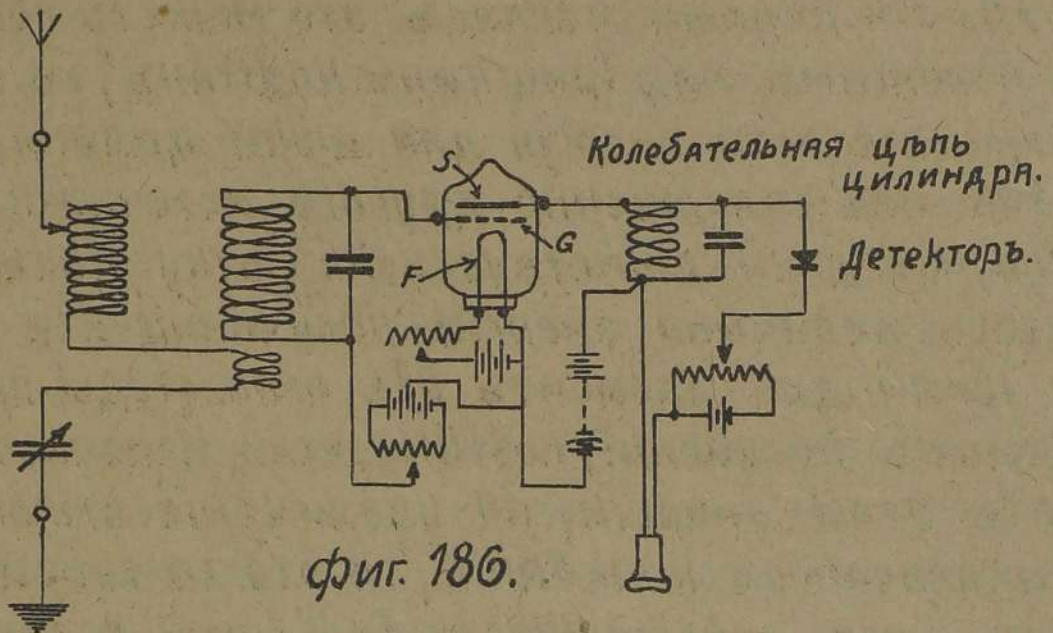 Колебательная цѣпь
цилиндра.
S
G
F
Детекторъ.
фиг. 186.